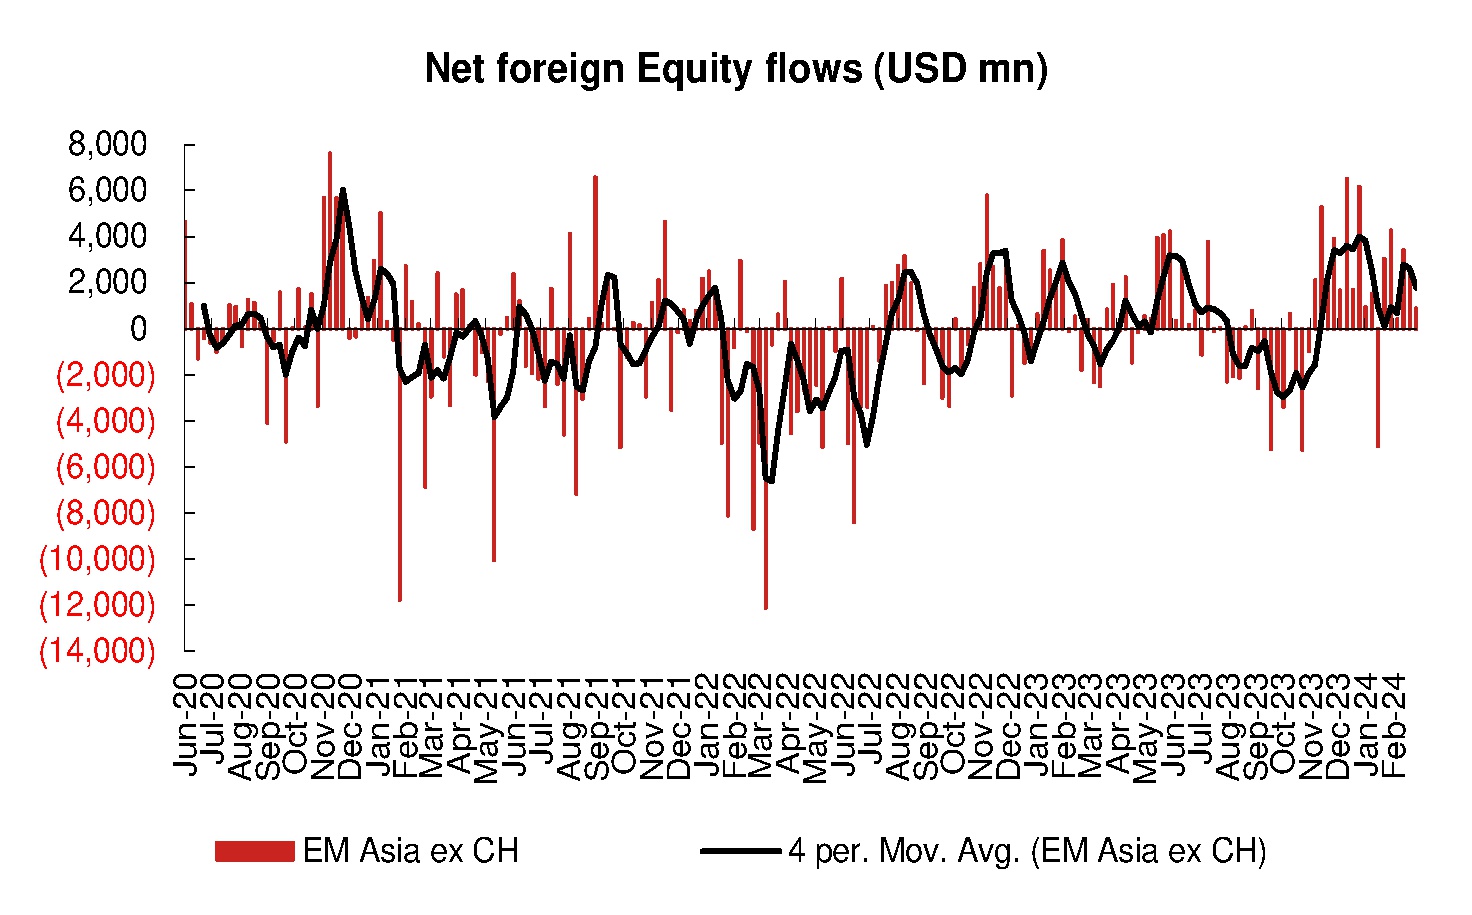 Net foreign Equity flows (USD mn)
8,000
6,000
4,000
2,000
0
(2,000)
(4,000)
(6,000)
(8,000)
(10,000)
(12,000)
(14,000)
Jun-20
Jul-20
Aug-20
Sep-20
Oct-20
Nov-20
Dec-20
Jan-21
Feb-21
Mar-21
Apr-21
May-21
Jun-21
Jul-21
Aug-21
Sep-21
Oct-21
Nov-21
Dec-21
Jan-22
Feb-22
Mar-22
Apr-22
May-22
Jun-22
Jul-22
Aug-22
Sep-22
Oct-22
Nov-22
Dec-22
Jan-23
Feb-23
Mar-23
Apr-23
May-23
Jun-23
Jul-23
Aug-23
Sep-23
Oct-23
Nov-23
Dec-23
Jan-24
Feb-24
EM Asia ex CH
4 per. Mov. Avg. (EM Asia ex CH)